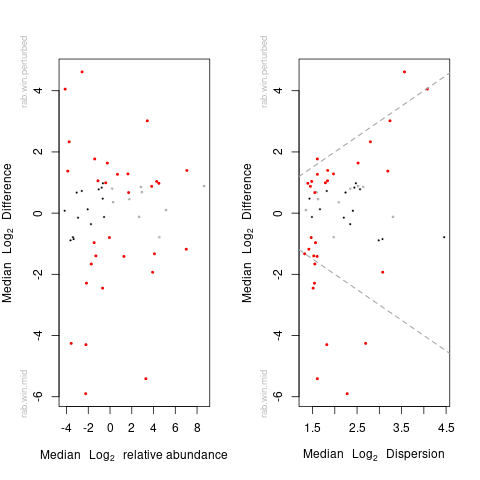 rab.win.perturbed
rab.win.mid
Median Log2 Difference
4
2
0
-2
-4
-6
-4 -2 0 2 4 6 8
Median Log2 relative abundance
rab.win.perturbed
rab.win.mid
Median Log2 Difference
4
2
0
-2
-4
-6
1.5 2.5 3.5 4.5
Median Log2 Dispersion